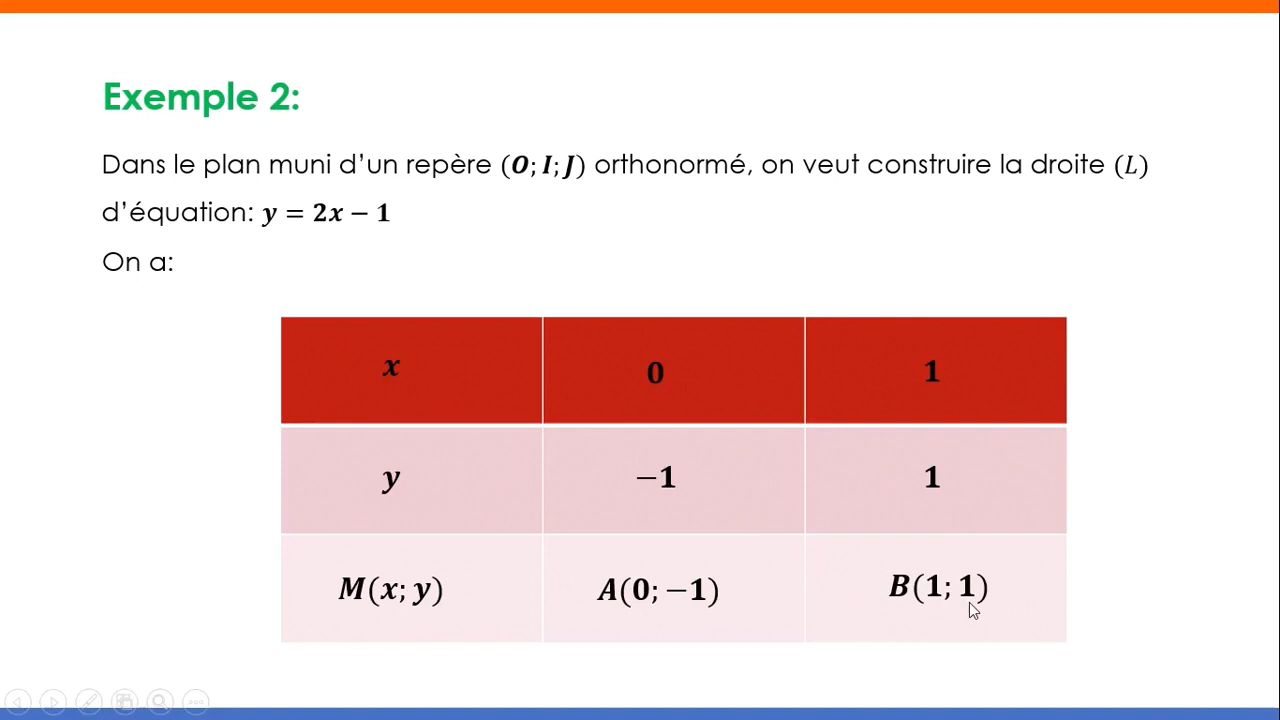 Exemple 2:
Dans le plan muni d’un repère (O; I; J) orthonormé, on veut construire la droite (L)
d’équation: y = 2x − 1
On a:
x 0 1
y −1 1
M(x; y) A(0; −1) B(1; 1)